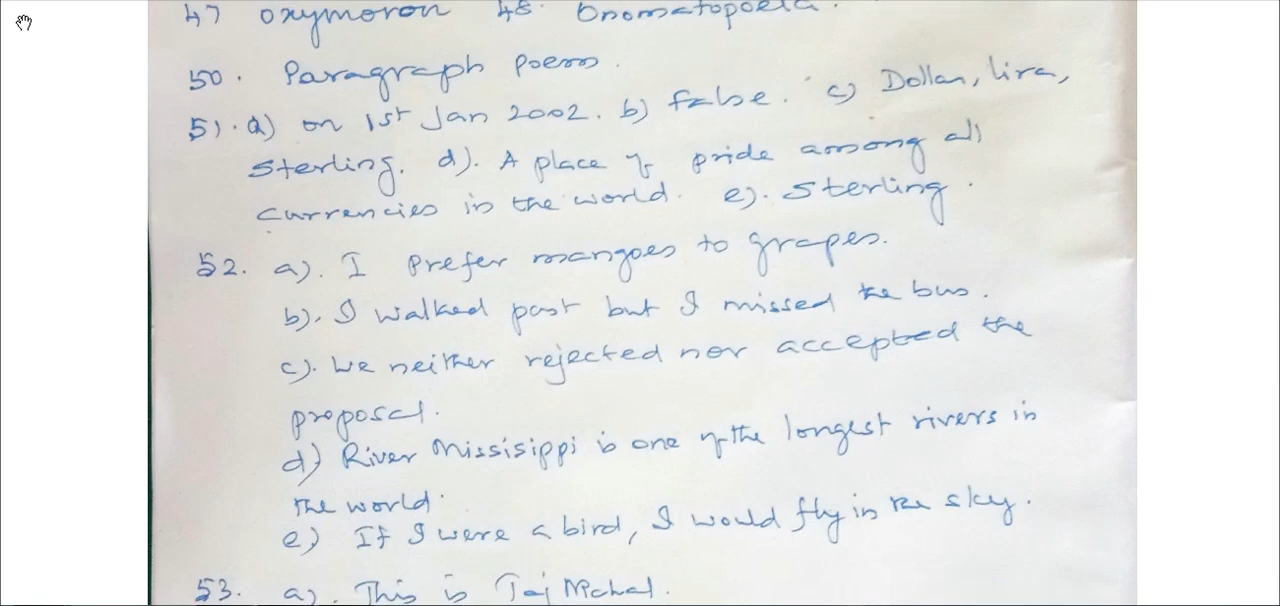 47 oxymoron 48. Onomatopoeia.
50. Paragraph Poem.
51. a) on 1st Jan 2002. b) False. c) Dollar, lira,
Sterling. d). A place of pride among all
currencies in the world. e). Sterling.
52. a). I prefer mangoes to grapes.
b). I walked past but I missed the bus.
c). We neither rejected nor accepted the
proposal.
d) River Missisippi is one of the longest rivers in
the world.
e) If I were a bird, I would fly in the sky.
53. a). This is Taj Mehal.